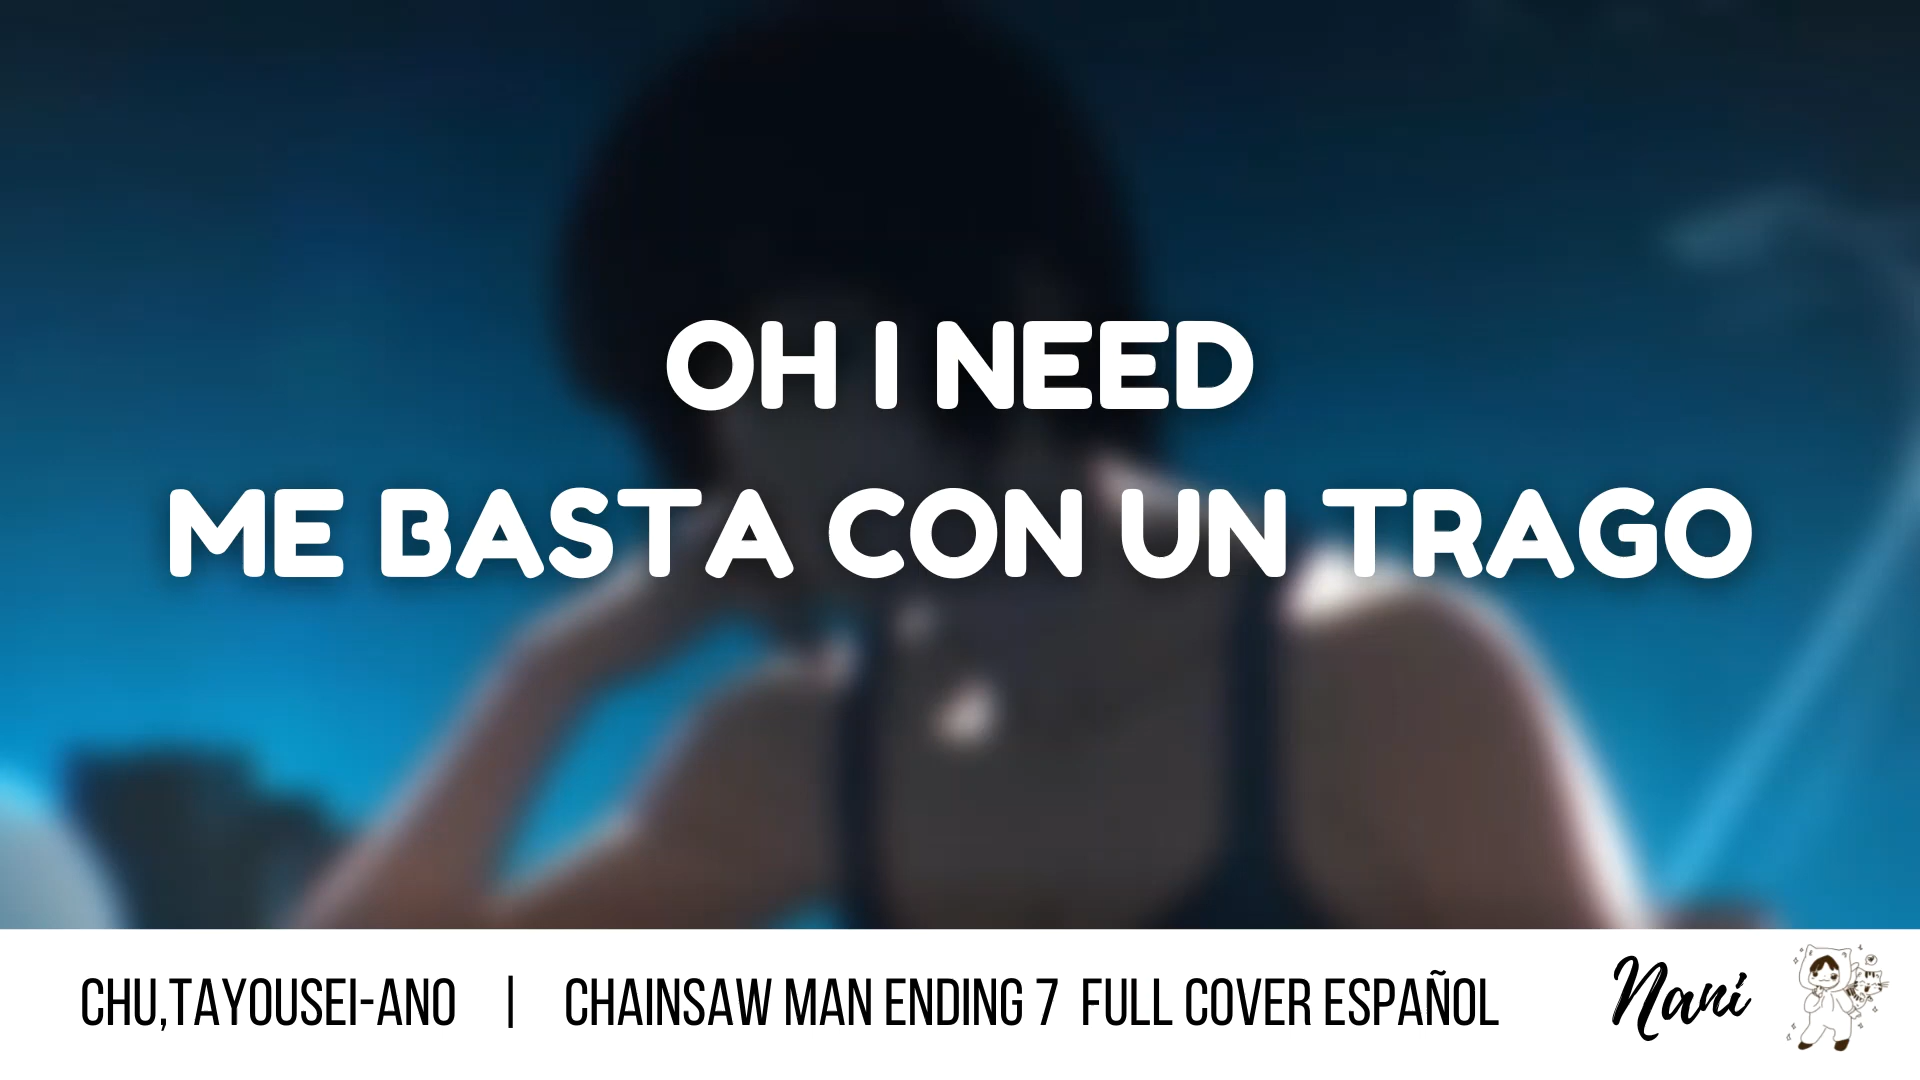 OH I NEED
ME BASTA CON UN TRAGO
CHU,TAYOUSEI-ANO | CHAINSAW MAN ENDING 7 FULL COVER ESPAÑOL Nani